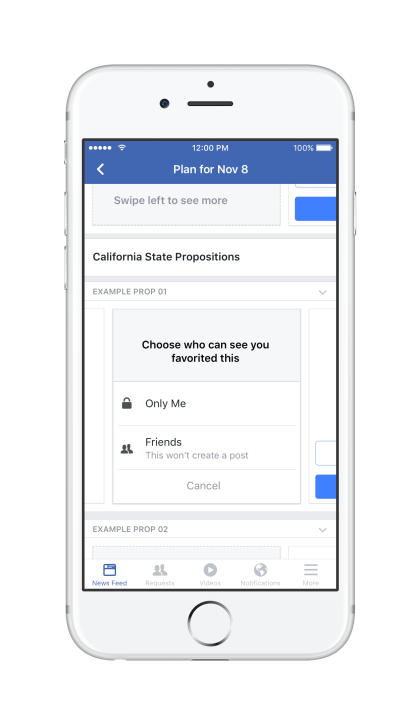 12:00 PM
100%
Plan for Nov 8
Swipe left to see more
California State Propositions
EXAMPLE PROP 01
Choose who can see you
favorited this
Only Me
Friends
This won't create a post
Cancel
EXAMPLE PROP 02
News Feed
Requests
Videos
Notifications
More